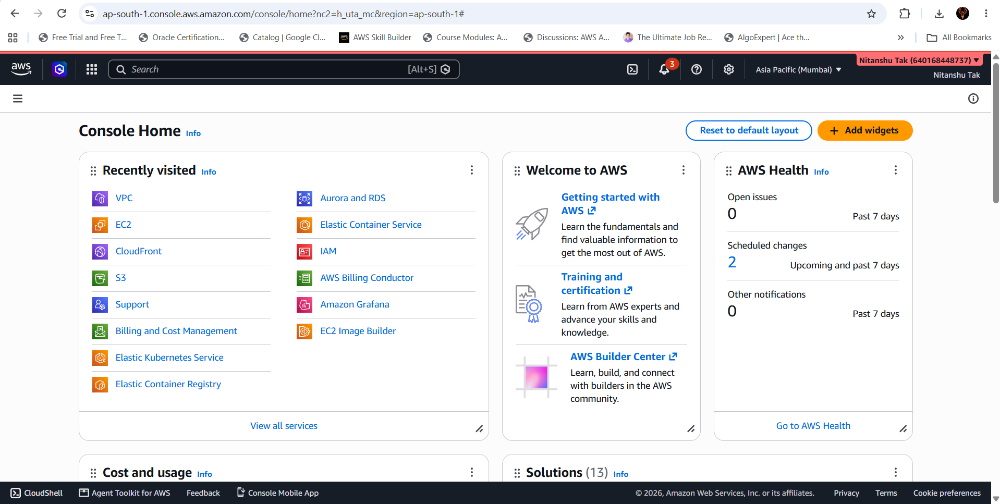 ap-south-1.console.aws.amazon.com/console/home?nc2=h_uta_mc&region=ap-south-1#
Free Trial and Free T...
Oracle Certification...
Catalog | Google Cl...
aws
AWS Skill Builder
Course Modules: A...
Discussions: AWS A...
The Ultimate Job Re...
AlgoExpert | Ace th...
All Bookmarks
aws
Search
[Alt+S]
3
Asia Pacific (Mumbai)
Nitanshu Tak (640168448737)
Nitanshu Tak
Console Home Info
Reset to default layout
Add widgets
Recently visited Info
VPC
EC2
CloudFront
S3
Support
Billing and Cost Management
Elastic Kubernetes Service
Elastic Container Registry
Aurora and RDS
Elastic Container Service
IAM
AWS Billing Conductor
Amazon Grafana
EC2 Image Builder
View all services
Welcome to AWS
Getting started with
AWS
Learn the fundamentals and
find valuable information to
get the most out of AWS.
Training and
certification
Learn from AWS experts and
advance your skills and
knowledge.
AWS Builder Center
Learn, build, and connect
with builders in the AWS
community.
AWS Health Info
Open issues
0
Past 7 days
Scheduled changes
2
Upcoming and past 7 days
Other notifications
0
Past 7 days
Go to AWS Health
Cost and usage Info
Solutions (13) Info
CloudShell
Agent Toolkit for AWS
Feedback
Console Mobile App
© 2026, Amazon Web Services, Inc. or its affiliates.
Privacy
Terms
Cookie preferences